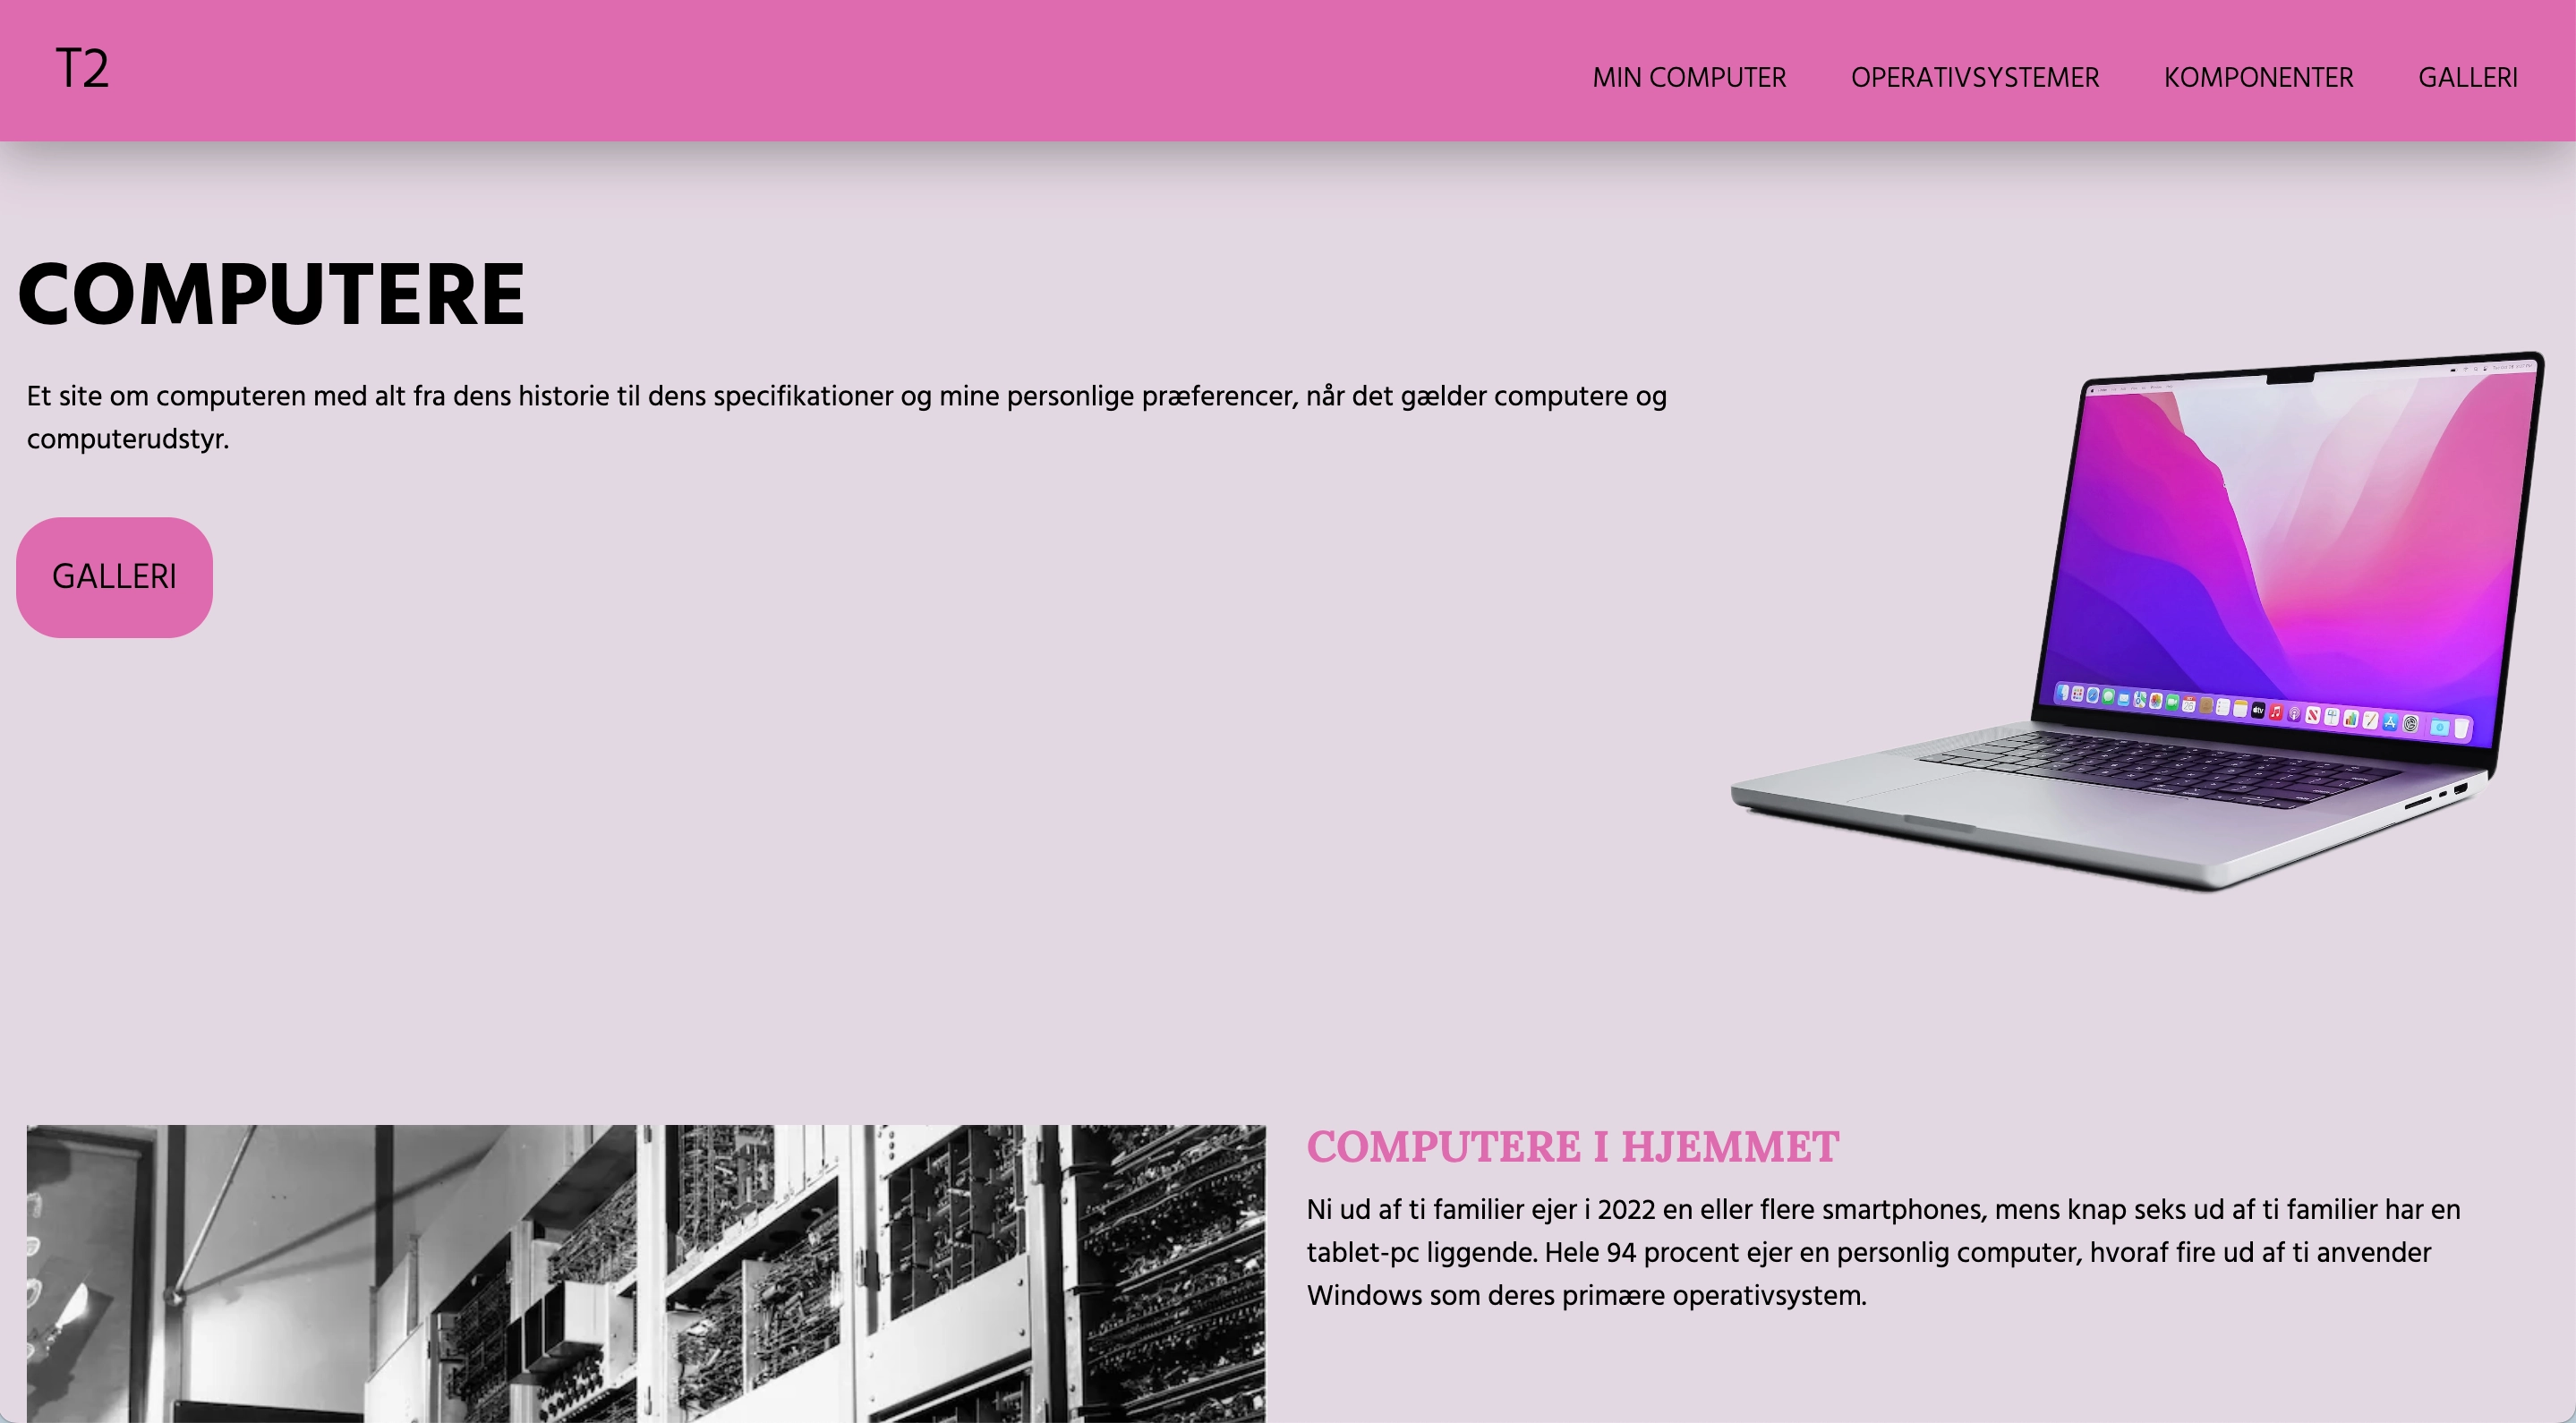 T2
MIN COMPUTER OPERATIVSYSTEMER KOMPONENTER GALLERI
COMPUTERE
Et site om computeren med alt fra dens historie til dens specifikationer og mine personlige præferencer, når det gælder computere og
computerudstyr.
GALLERI
COMPUTERE I HJEMMET
Ni ud af ti familier ejer i 2022 en eller flere smartphones, mens knap seks ud af ti familier har en
tablet-pc liggende. Hele 94 procent ejer en personlig computer, hvoraf fire ud af ti anvender
Windows som deres primære operativsystem.